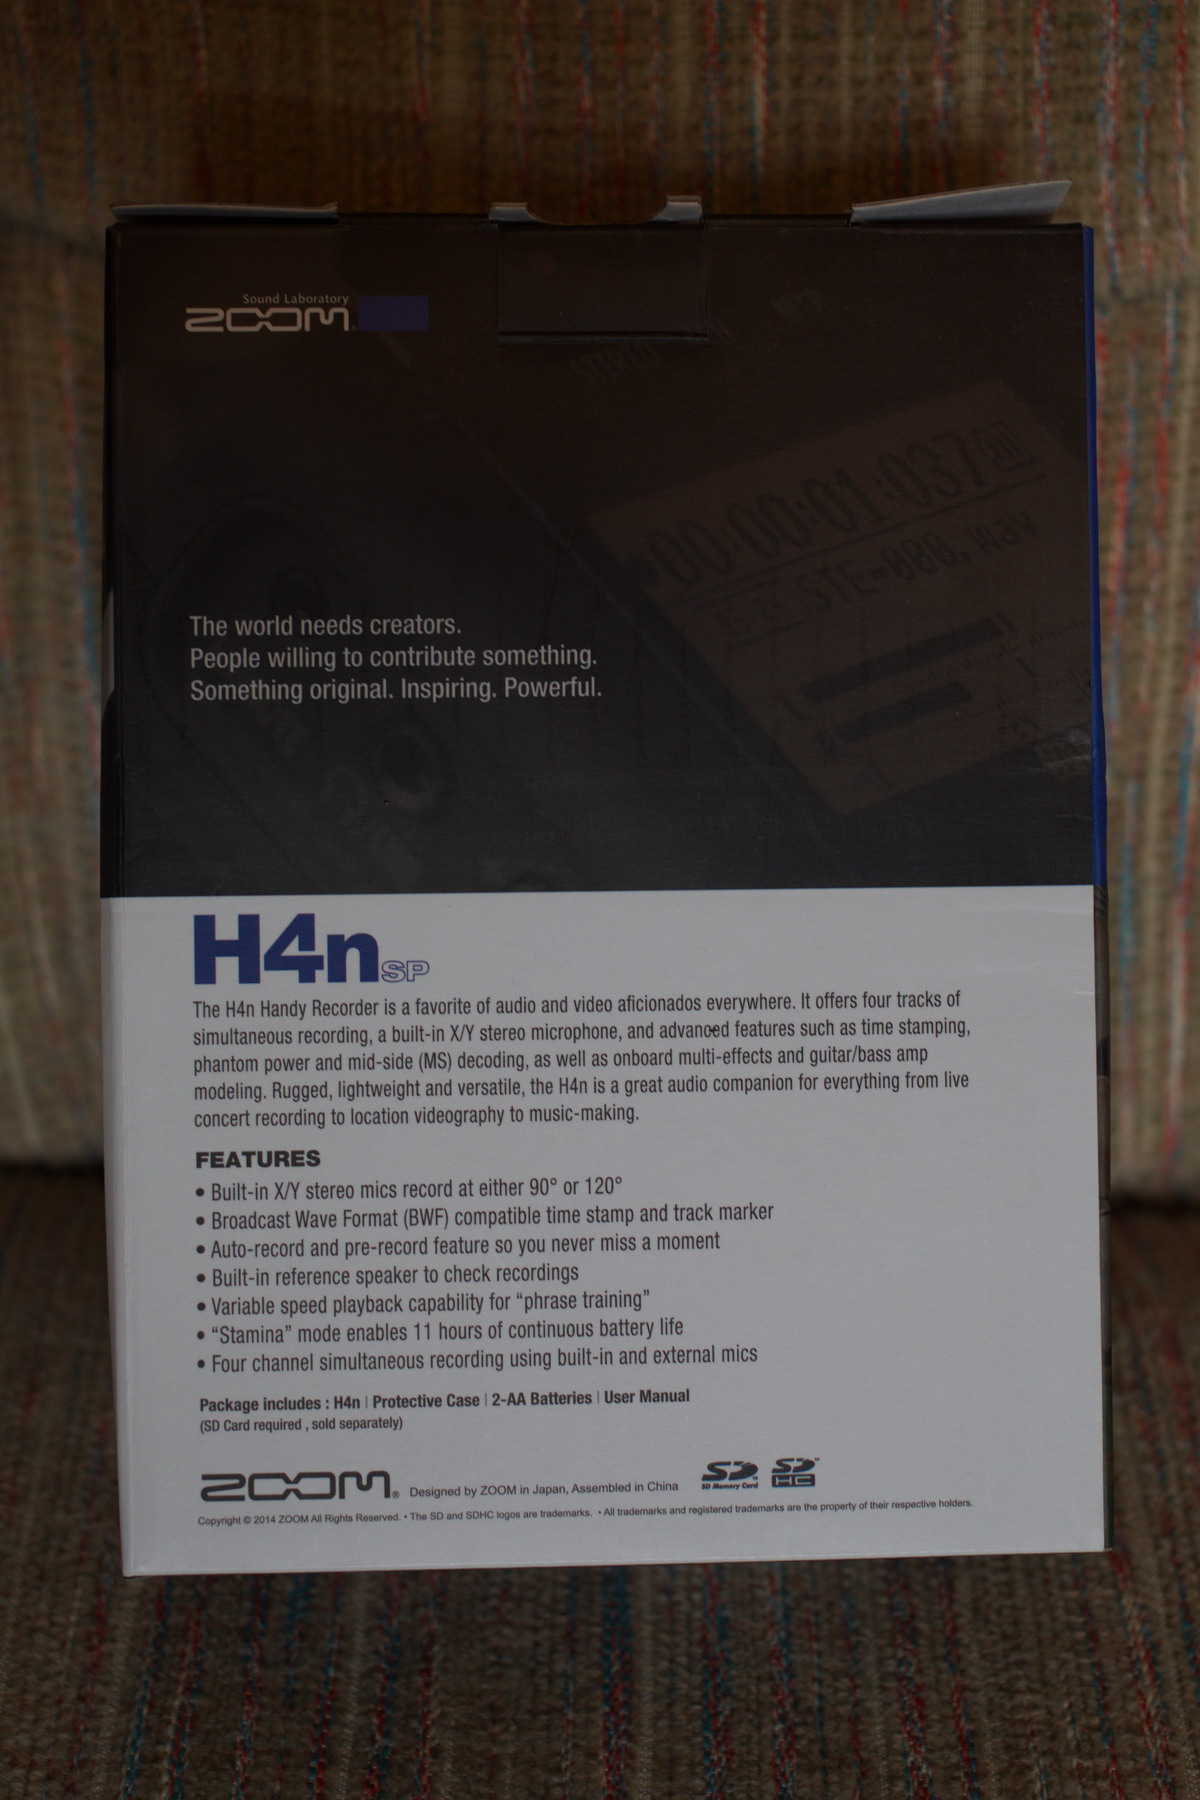 Sound Laboratory
ZOOM®
00:00:01:037
STE-000.wav
The world needs creators.
People willing to contribute something.
Something original. Inspiring. Powerful.
H4nSP
The H4n Handy Recorder is a favorite of audio and video aficionados everywhere. It offers four tracks of
simultaneous recording, a built-in X/Y stereo microphone, and advanced features such as time stamping,
phantom power and mid-side (MS) decoding, as well as onboard multi-effects and guitar/bass amp
modeling. Rugged, lightweight and versatile, the H4n is a great audio companion for everything from live
concert recording to location videography to music-making.
FEATURES
• Built-in X/Y stereo mics record at either 90° or 120°
• Broadcast Wave Format (BWF) compatible time stamp and track marker
• Auto-record and pre-record feature so you never miss a moment
• Built-in reference speaker to check recordings
• Variable speed playback capability for “phrase training”
• “Stamina” mode enables 11 hours of continuous battery life
• Four channel simultaneous recording using built-in and external mics
Package includes : H4n | Protective Case | 2-AA Batteries | User Manual
(SD Card required , sold separately)
ZOOM® Designed by ZOOM in Japan, Assembled in China SD SD Memory Card SD HC
Copyright © 2014 ZOOM All Rights Reserved. • The SD and SDHC logos are trademarks. • All trademarks and registered trademarks are the property of their respective holders.